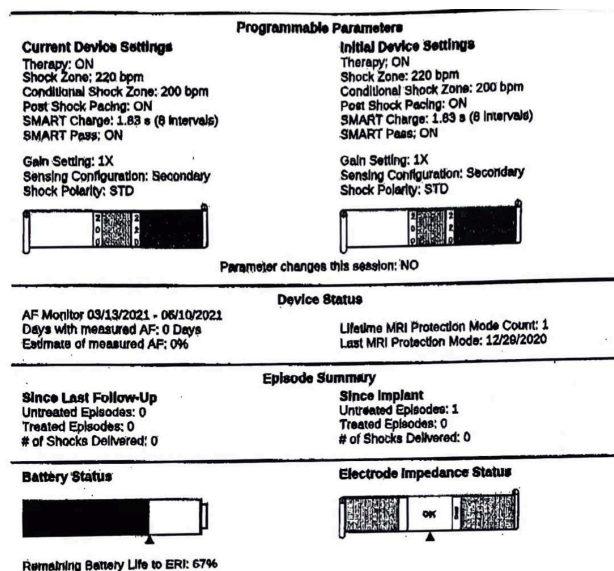 Programmable Parameters
Current Device Settings
Therapy: ON
Shock Zone: 220 bpm
Conditional Shock Zone: 200 bpm
Post Shock Pacing: ON
SMART Charge: 1.83 s (8 Intervals)
SMART Pass: ON
Gain Setting: 1X
Sensing Configuration: Secondary
Shock Polarity: STD
200
220
Initial Device Settings
Therapy: ON
Shock Zone: 220 bpm
Conditional Shock Zone: 200 bpm
Post Shock Pacing: ON
SMART Charge: 1.83 s (8 Intervals)
SMART Pass: ON
Gain Setting: 1X
Sensing Configuration: Secondary
Shock Polarity: STD
200
220
Parameter changes this session: NO
Device Status
AF Monitor 03/13/2021 - 06/10/2021
Days with measured AF: 0 Days
Estimate of measured AF: 0%
Lifetime MRI Protection Mode Count: 1
Last MRI Protection Mode: 12/29/2020
Episode Summary
Since Last Follow-Up
Untreated Episodes: 0
Treated Episodes: 0
# of Shocks Delivered: 0
Since Implant
Untreated Episodes: 1
Treated Episodes: 0
# of Shocks Delivered: 0
Battery Status
Remaining Battery Life to ERI: 67%
Electrode Impedance Status
OK